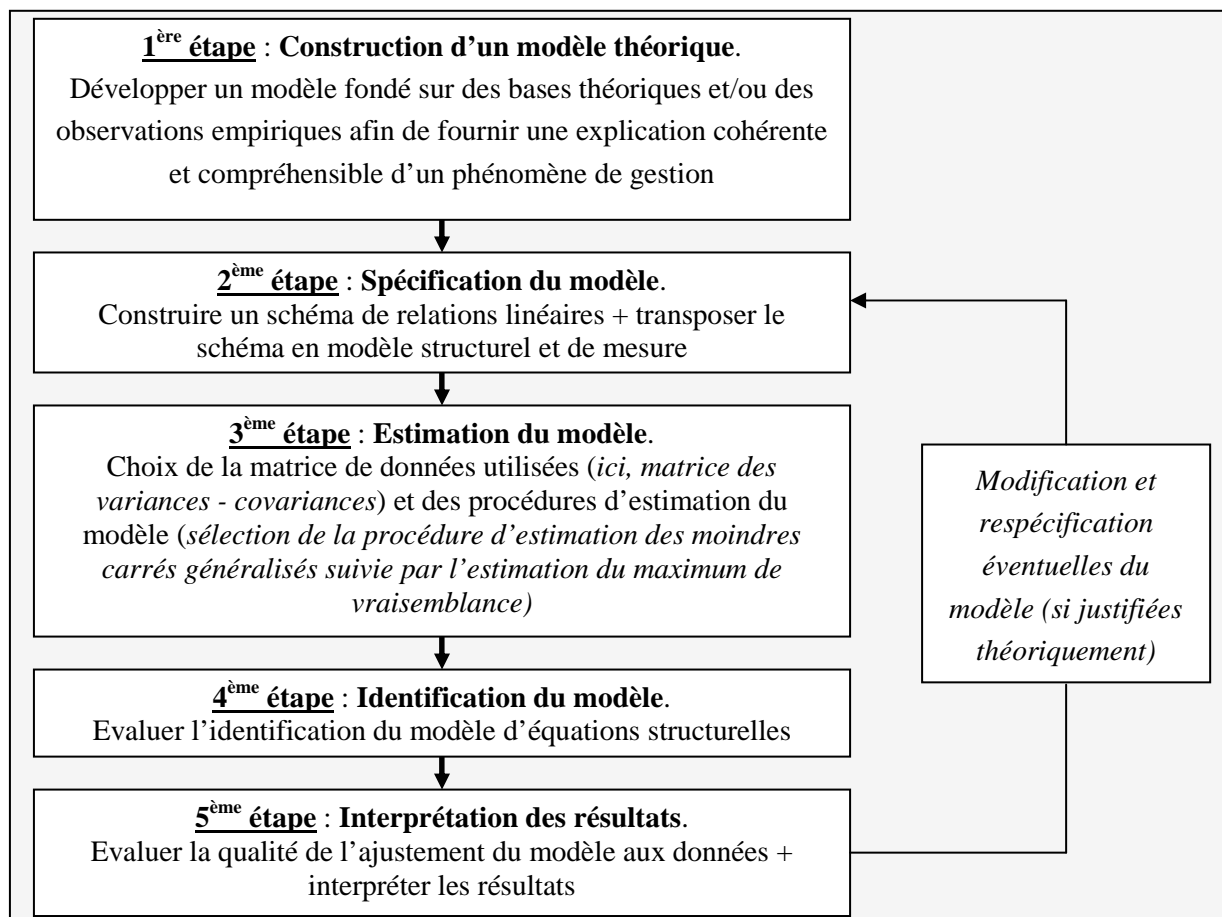 1ère étape : Construction d’un modèle théorique.
Développer un modèle fondé sur des bases théoriques et/ou des
observations empiriques afin de fournir une explication cohérente
et compréhensible d’un phénomène de gestion
2ème étape : Spécification du modèle.
Construire un schéma de relations linéaires + transposer le
schéma en modèle structurel et de mesure
3ème étape : Estimation du modèle.
Choix de la matrice de données utilisées (ici, matrice des
variances - covariances) et des procédures d’estimation du
modèle (sélection de la procédure d’estimation des moindres
carrés généralisés suivie par l’estimation du maximum de
vraisemblance)
4ème étape : Identification du modèle.
Evaluer l’identification du modèle d’équations structurelles
5ème étape : Interprétation des résultats.
Evaluer la qualité de l’ajustement du modèle aux données +
interpréter les résultats
Modification et
respécification
éventuelles du
modèle (si justifiées
théoriquement)